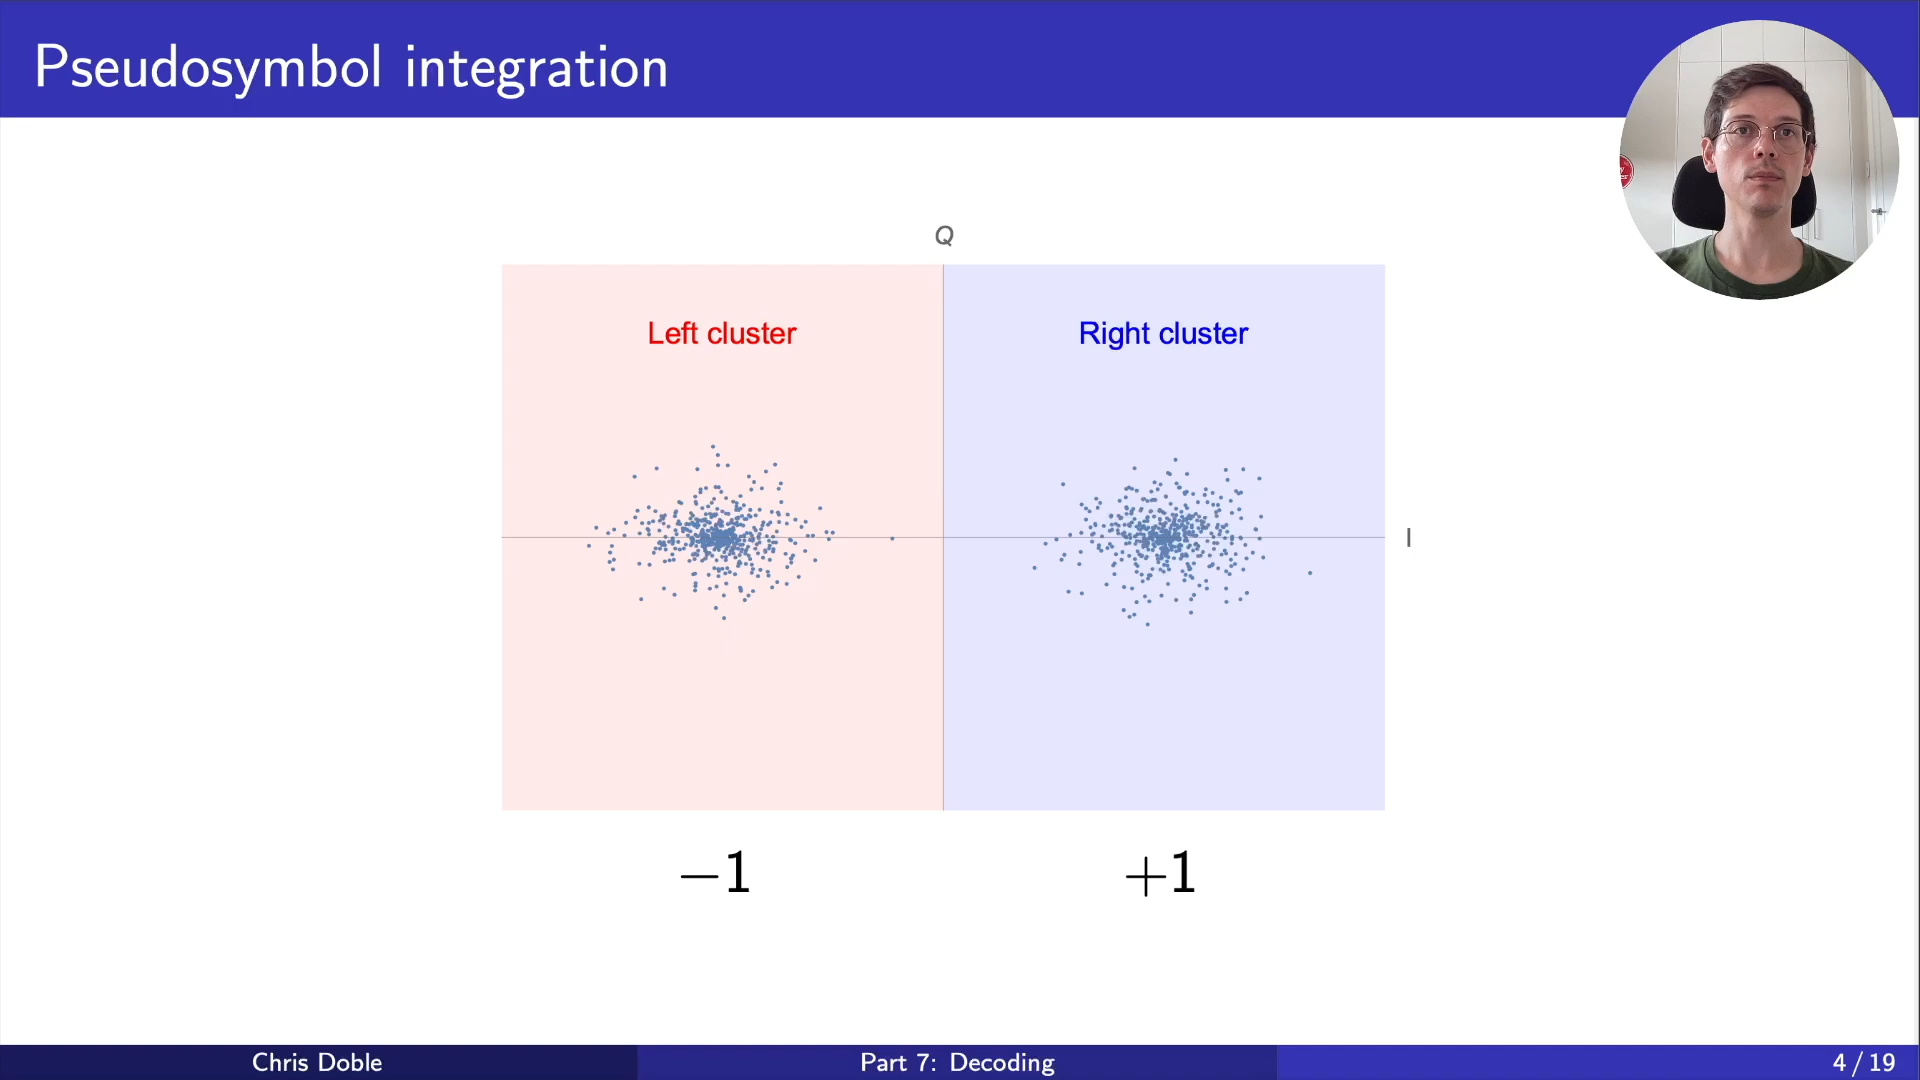 Pseudosymbol integration
Q
Left cluster
Right cluster
I
−1
+1
Chris Doble
Part 7: Decoding
4 / 19